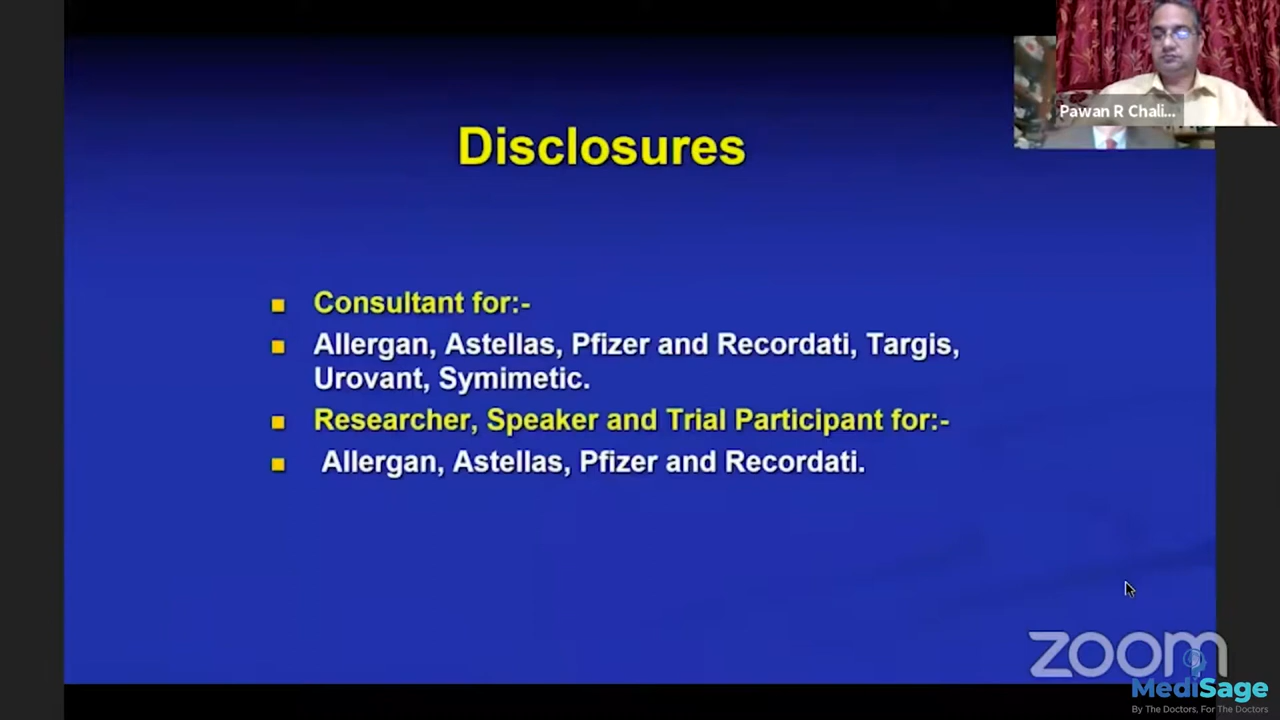 Disclosures
Pawan R Chali...
Consultant for:-
Allergan, Astellas, Pfizer and Recordati, Targis,
Urovant, Symimetic.
Researcher, Speaker and Trial Participant for:-
Allergan, Astellas, Pfizer and Recordati.
zoom
MediSage
By The Doctors, For The Doctors